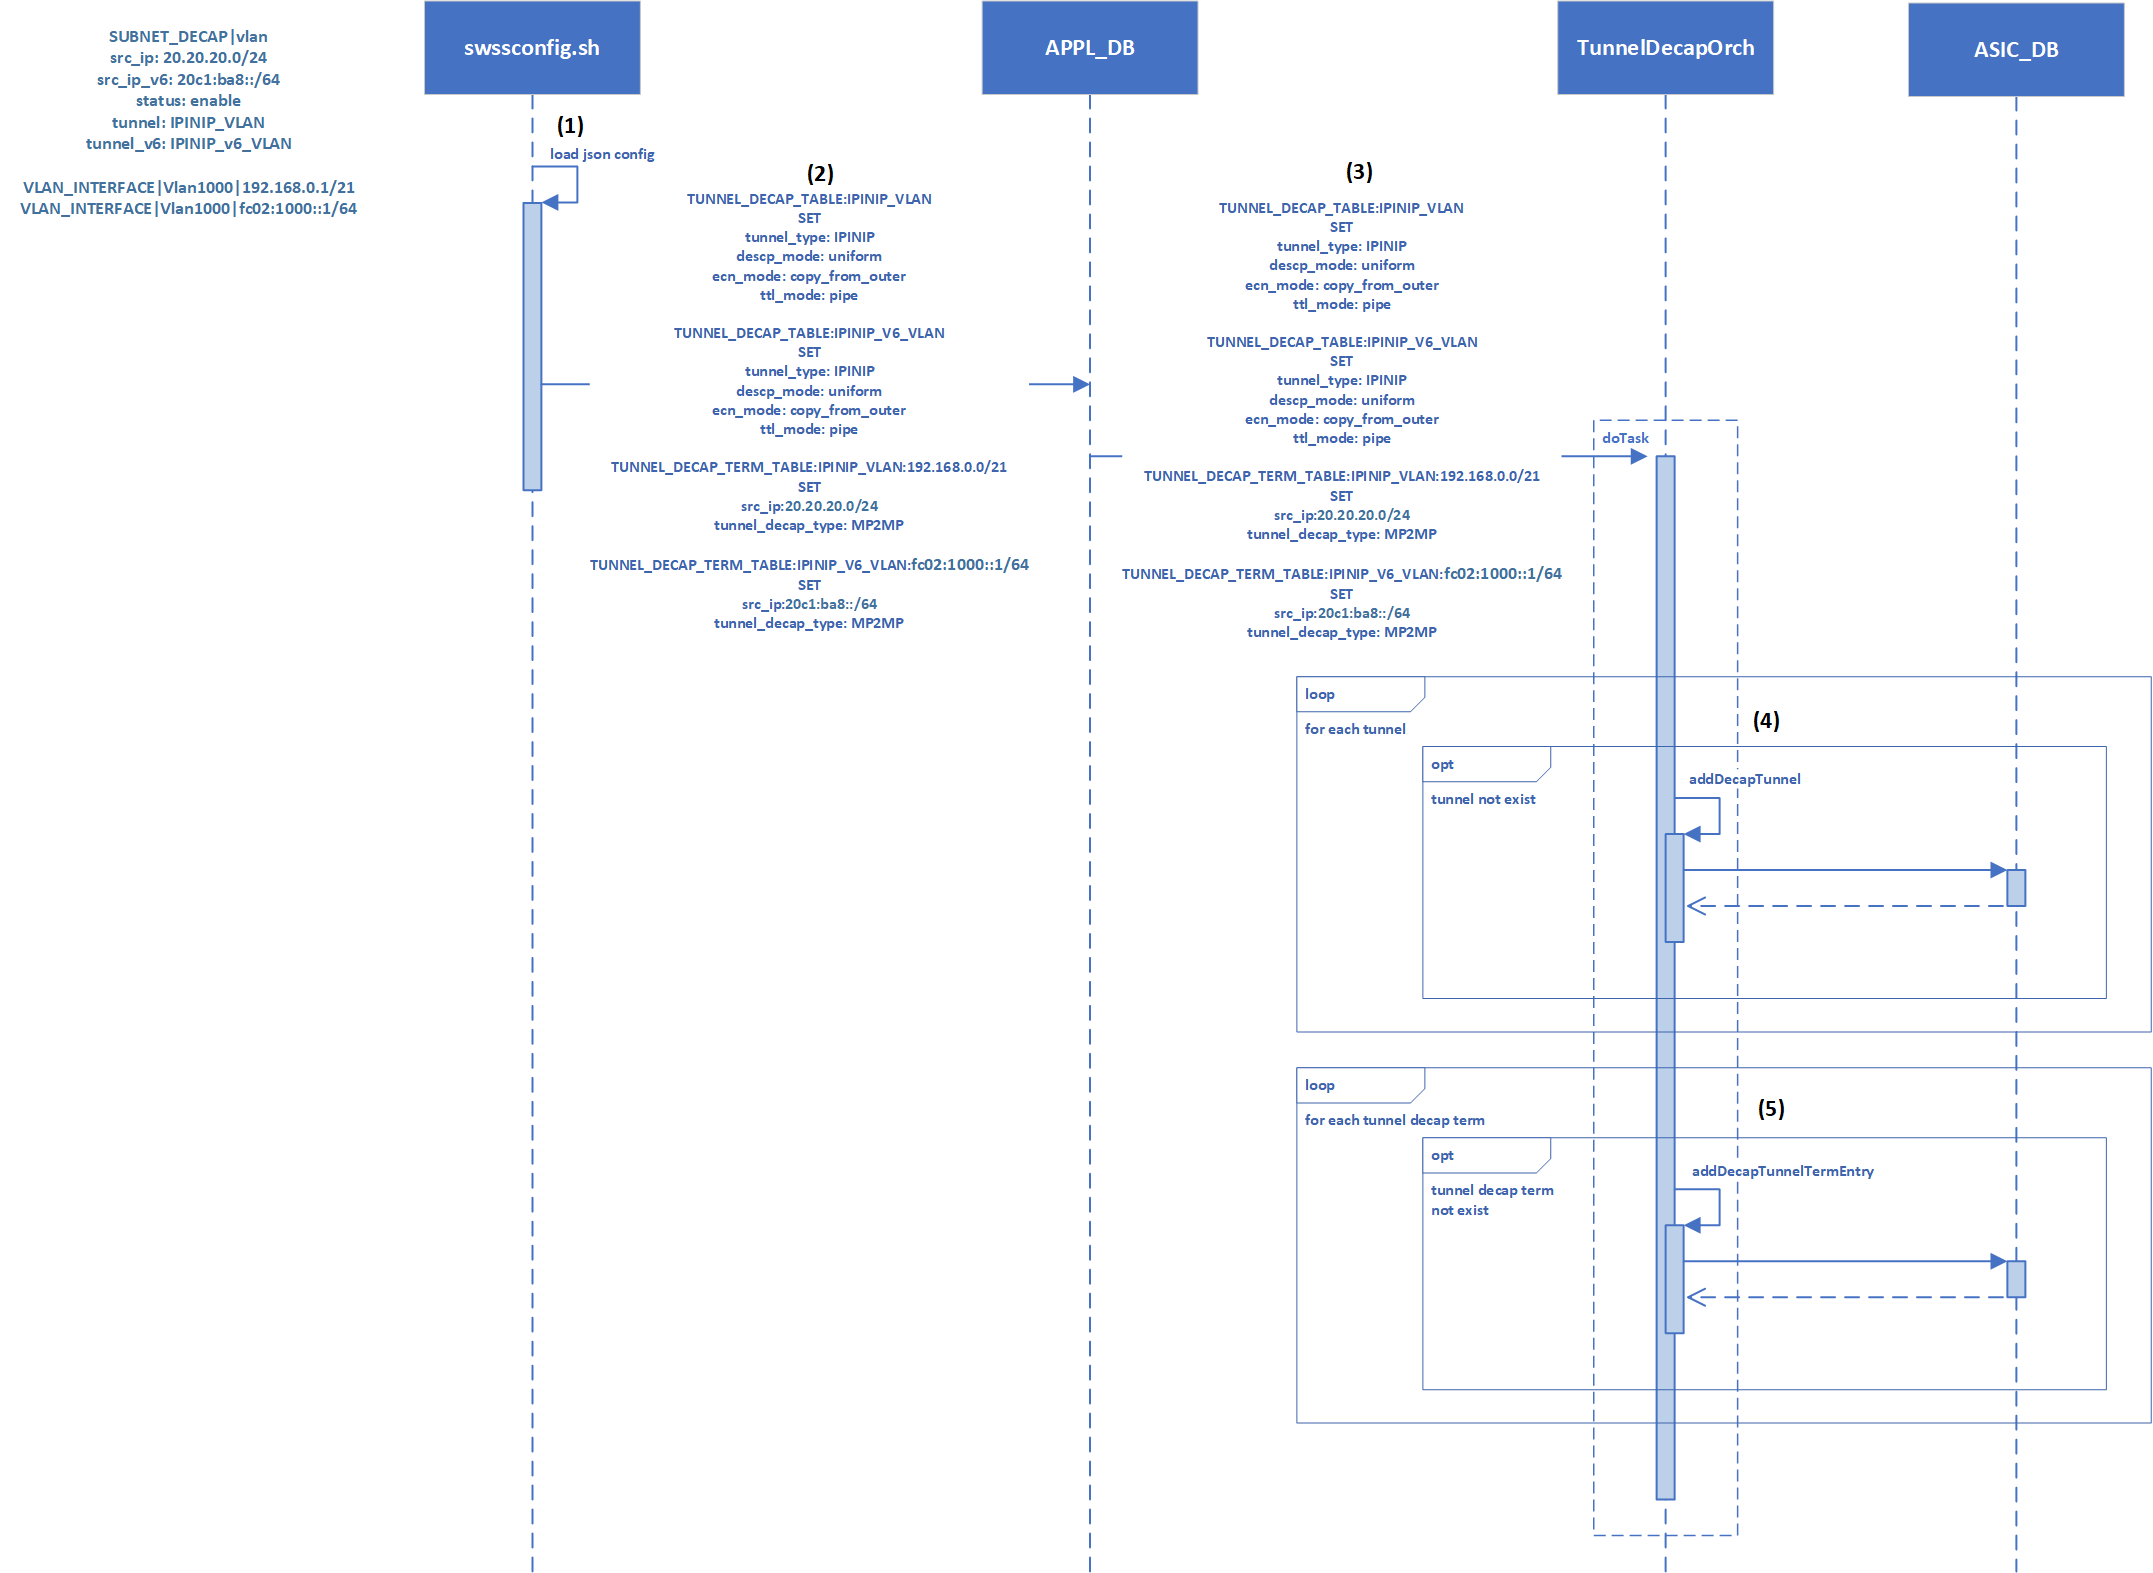 swssconfig.sh
APPL_DB
TunnelDecapOrch
ASIC_DB
SUBNET_DECAP|vlan
src_ip: 20.20.20.0/24
src_ip_v6: 20c1:ba8::/64
status: enable
tunnel: IPINIP_VLAN
tunnel_v6: IPINIP_v6_VLAN
VLAN_INTERFACE|Vlan1000|192.168.0.1/21
VLAN_INTERFACE|Vlan1000|fc02:1000::1/64
(1)
load json config
(2)
TUNNEL_DECAP_TABLE:IPINIP_VLAN
SET
tunnel_type: IPINIP
descp_mode: uniform
ecn_mode: copy_from_outer
ttl_mode: pipe
TUNNEL_DECAP_TABLE:IPINIP_V6_VLAN
SET
tunnel_type: IPINIP
descp_mode: uniform
ecn_mode: copy_from_outer
ttl_mode: pipe
TUNNEL_DECAP_TERM_TABLE:IPINIP_VLAN:192.168.0.0/21
SET
src_ip:20.20.20.0/24
tunnel_decap_type: MP2MP
TUNNEL_DECAP_TERM_TABLE:IPINIP_V6_VLAN:fc02:1000::1/64
SET
src_ip:20c1:ba8::/64
tunnel_decap_type: MP2MP
(3)
TUNNEL_DECAP_TABLE:IPINIP_VLAN
SET
tunnel_type: IPINIP
descp_mode: uniform
ecn_mode: copy_from_outer
ttl_mode: pipe
TUNNEL_DECAP_TABLE:IPINIP_V6_VLAN
SET
tunnel_type: IPINIP
descp_mode: uniform
ecn_mode: copy_from_outer
ttl_mode: pipe
TUNNEL_DECAP_TERM_TABLE:IPINIP_VLAN:192.168.0.0/21
SET
src_ip:20.20.20.0/24
tunnel_decap_type: MP2MP
TUNNEL_DECAP_TERM_TABLE:IPINIP_V6_VLAN:fc02:1000::1/64
SET
src_ip:20c1:ba8::/64
tunnel_decap_type: MP2MP
doTask
loop
for each tunnel
(4)
opt
tunnel not exist
addDecapTunnel
loop
for each tunnel decap term
(5)
opt
tunnel decap term
not exist
addDecapTunnelTermEntry